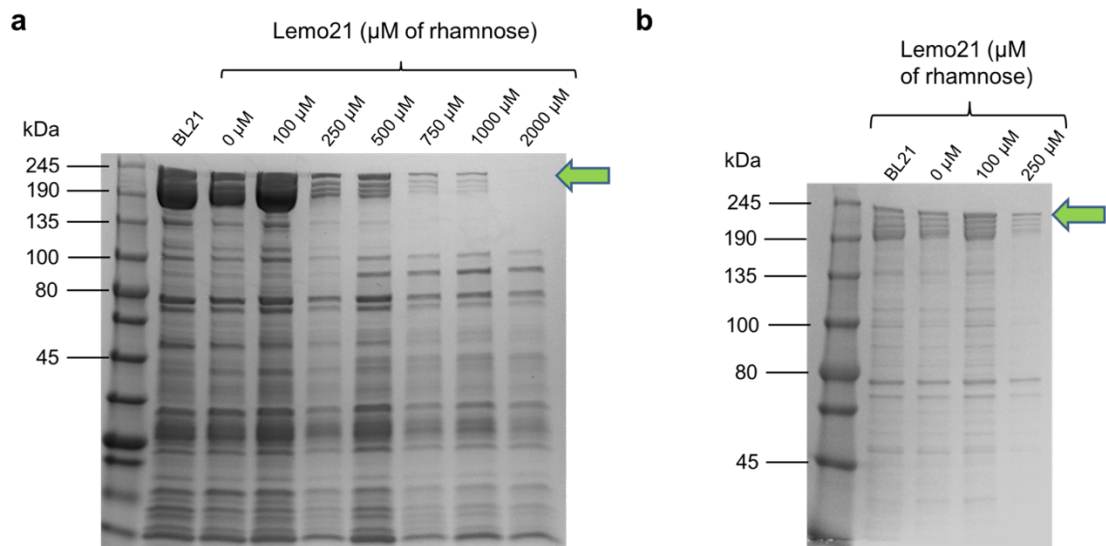 a
Lemo21 (µM of rhamnose)
kDa
BL21
0 µM
100 µM
250 µM
500 µM
750 µM
1000 µM
2000 µM
245
190
135
100
80
45
b
Lemo21 (µM
of rhamnose)
kDa
BL21
0 µM
100 µM
250 µM
245
190
135
100
80
45